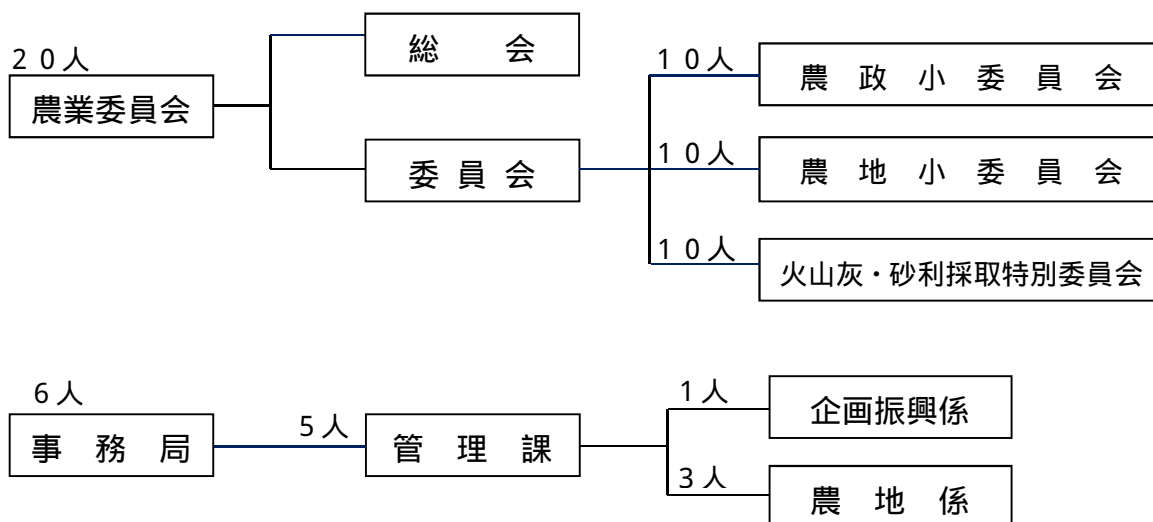 総　会
２０人
農業委員会
１０人
農　政　小　委　員　会
委 員 会
１０人
農　地　小　委　員　会
１０人
火山灰・砂利採取特別委員会
６人
事　務　局
５人
管　理　課
１人
企画振興係
３人
農　地　係